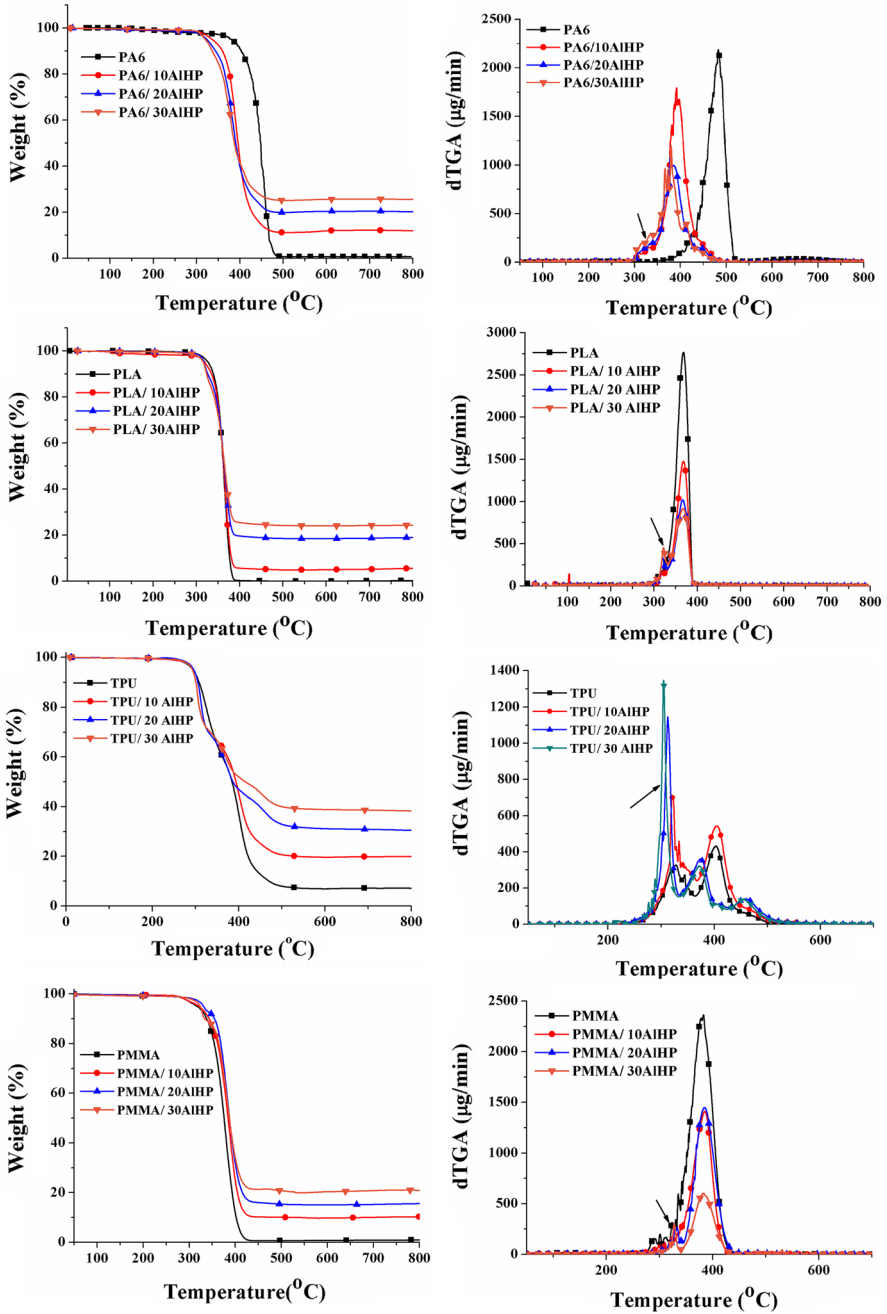 Weight (%)
100
80
60
40
20
0
PA6
PA6/ 10AlHP
PA6/ 20AlHP
PA6/ 30AlHP
100 200 300 400 500 600 700 800
Temperature (°C)
dTGA (µg/min)
2500
2000
1500
1000
500
0
PA6
PA6/10AlHP
PA6/20AlHP
PA6/30AlHP
100 200 300 400 500 600 700 800
Temperature (°C)
Weight (%)
100
80
60
40
20
0
PLA
PLA/ 10AlHP
PLA/ 20AlHP
PLA/ 30AlHP
0 100 200 300 400 500 600 700 800
Temperature (°C)
dTGA (µg/min)
3000
2500
2000
1500
1000
500
0
PLA
PLA/ 10 AlHP
PLA/ 20 AlHP
PLA/ 30 AlHP
100 200 300 400 500 600 700 800
Temperature (°C)
Weight (%)
100
80
60
40
20
0
TPU
TPU/ 10 AlHP
TPU/ 20 AlHP
TPU/ 30 AlHP
0 200 400 600 800
Temperature (°C)
dTGA (µg/min)
1400
1200
1000
800
600
400
200
0
TPU
TPU/ 10AlHP
TPU/ 20AlHP
TPU/ 30 AlHP
200 400 600
Temperature (°C)
Weight (%)
100
80
60
40
20
0
PMMA
PMMA/ 10AlHP
PMMA/ 20AlHP
PMMA/ 30AlHP
100 200 300 400 500 600 700 800
Temperature(°C)
dTGA (µg/min)
2500
2000
1500
1000
500
0
PMMA
PMMA/ 10AlHP
PMMA/ 20AlHP
PMMA/ 30AlHP
200 400 600
Temperature (°C)